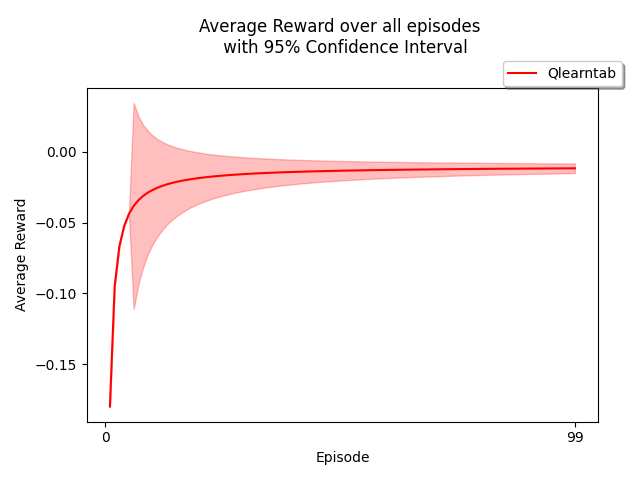 Average Reward over all episodes
with 95% Confidence Interval
Qlearntab
0.00
−0.05
Average Reward
−0.10
−0.15
0
99
Episode